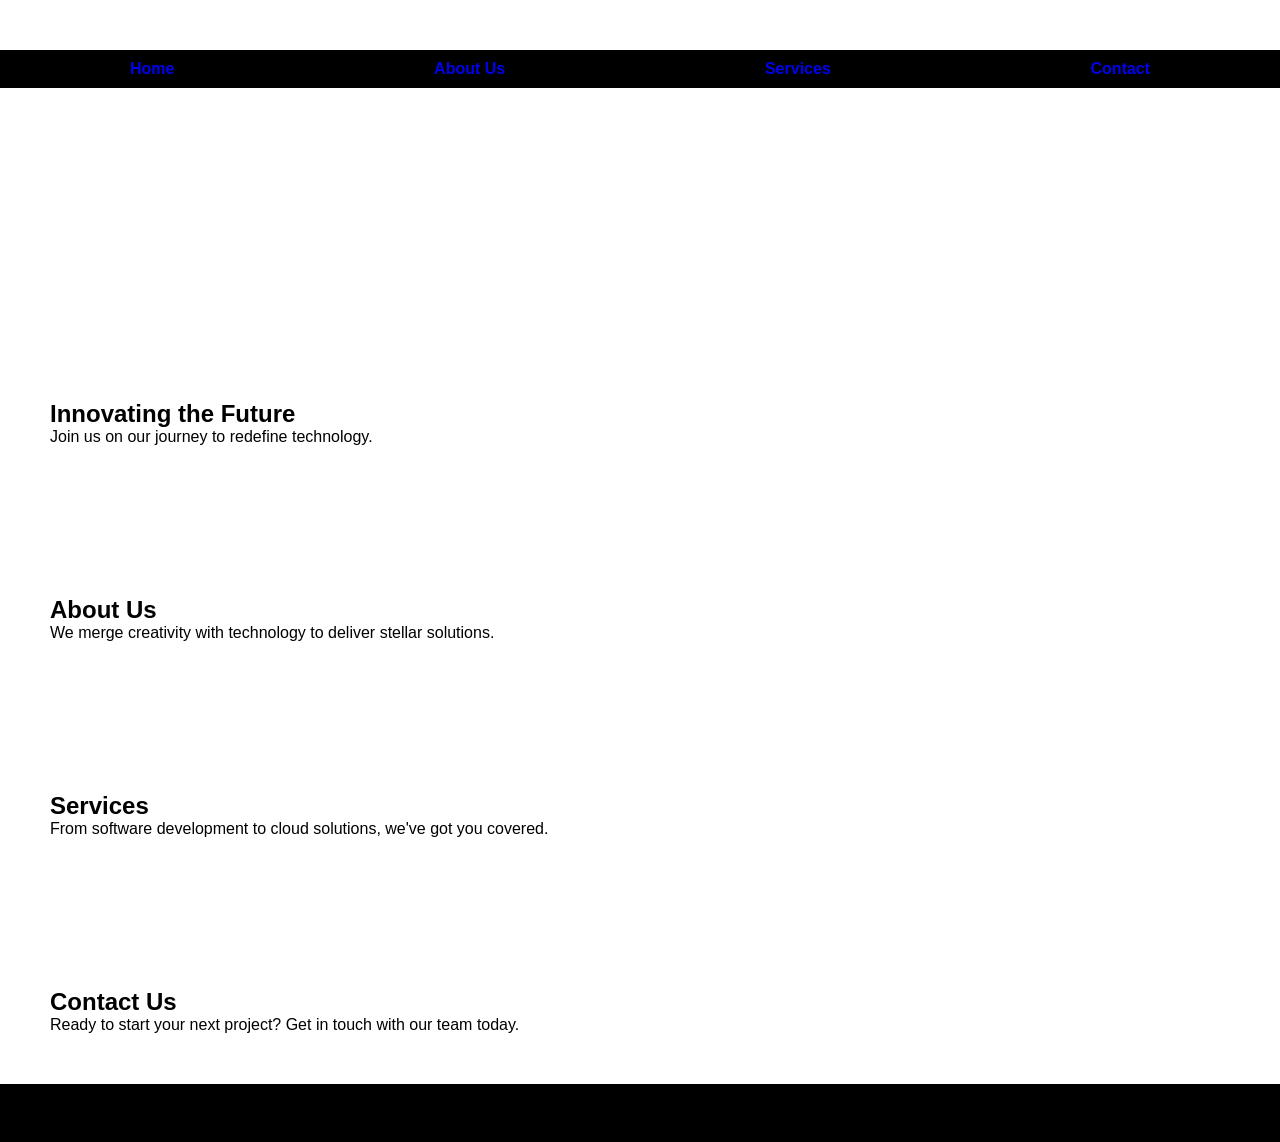 Home
About Us
Services
Contact
Innovating the Future
Join us on our journey to redefine technology.
About Us
We merge creativity with technology to deliver stellar solutions.
Services
From software development to cloud solutions, we've got you covered.
Contact Us
Ready to start your next project? Get in touch with our team today.